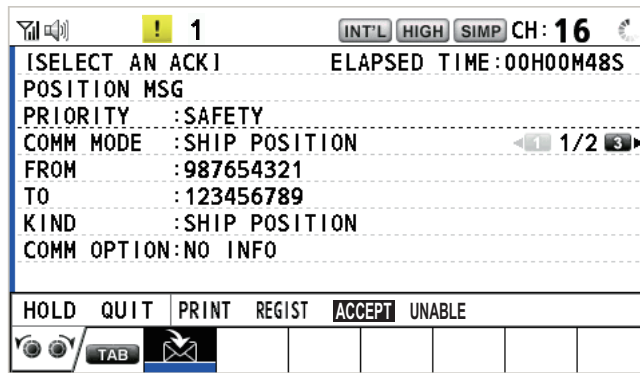 ! 1 INT'L HIGH SIMP CH: 16
[SELECT AN ACK] ELAPSED TIME:00H00M48S
POSITION MSG
PRIORITY :SAFETY
COMM MODE :SHIP POSITION 1 1/2 3
FROM :987654321
TO :123456789
KIND :SHIP POSITION
COMM OPTION:NO INFO
HOLD QUIT PRINT REGIST ACCEPT UNABLE
TAB